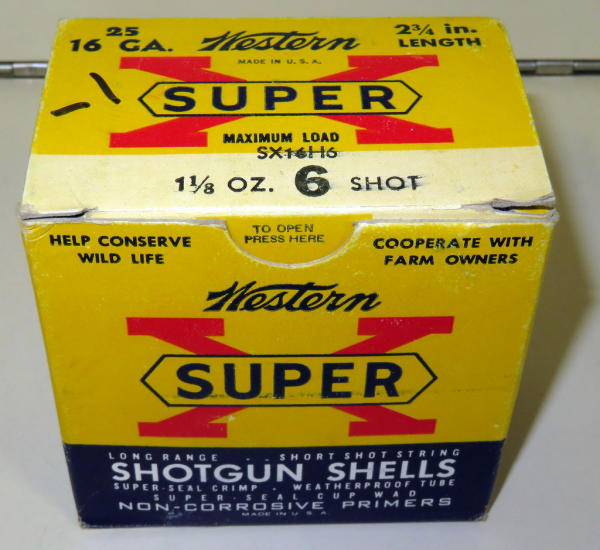 25
16 GA.
Western
2¾ in.
LENGTH
MADE IN U.S.A.
X
SUPER
MAXIMUM LOAD
SX16H6
1⅛ OZ. 6 SHOT
TO OPEN
PRESS HERE
HELP CONSERVE
WILD LIFE
COOPERATE WITH
FARM OWNERS
Western
X
SUPER
LONG RANGE . . SHORT SHOT STRING
SHOTGUN SHELLS
SUPER-SEAL CRIMP . WEATHERPROOF TUBE
SUPER-SEAL CUP WAD
NON-CORROSIVE PRIMERS
MADE IN U.S.A.